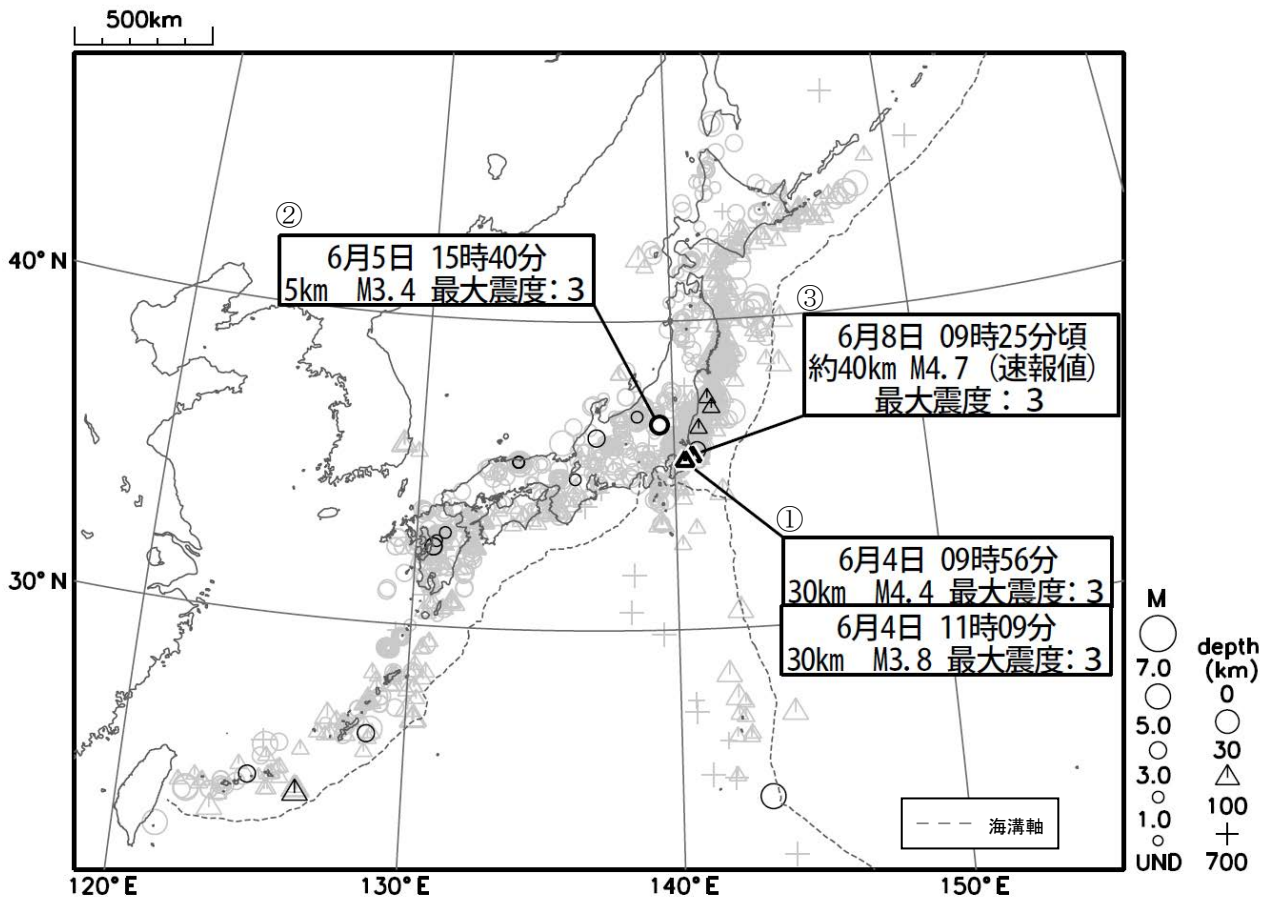 500km
②
6月5日 15時40分
5km M3.4 最大震度：3
40°N
③
6月8日 09時25分頃
約40km M4.7（速報値）
最大震度：3
①
6月4日 09時56分
30km M4.4 最大震度：3
6月4日 11時09分
30km M3.8 最大震度：3
30°N
M
7.0
5.0
3.0
1.0
UND
depth
(km)
0
30
100
700
海溝軸
120°E
130°E
140°E
150°E